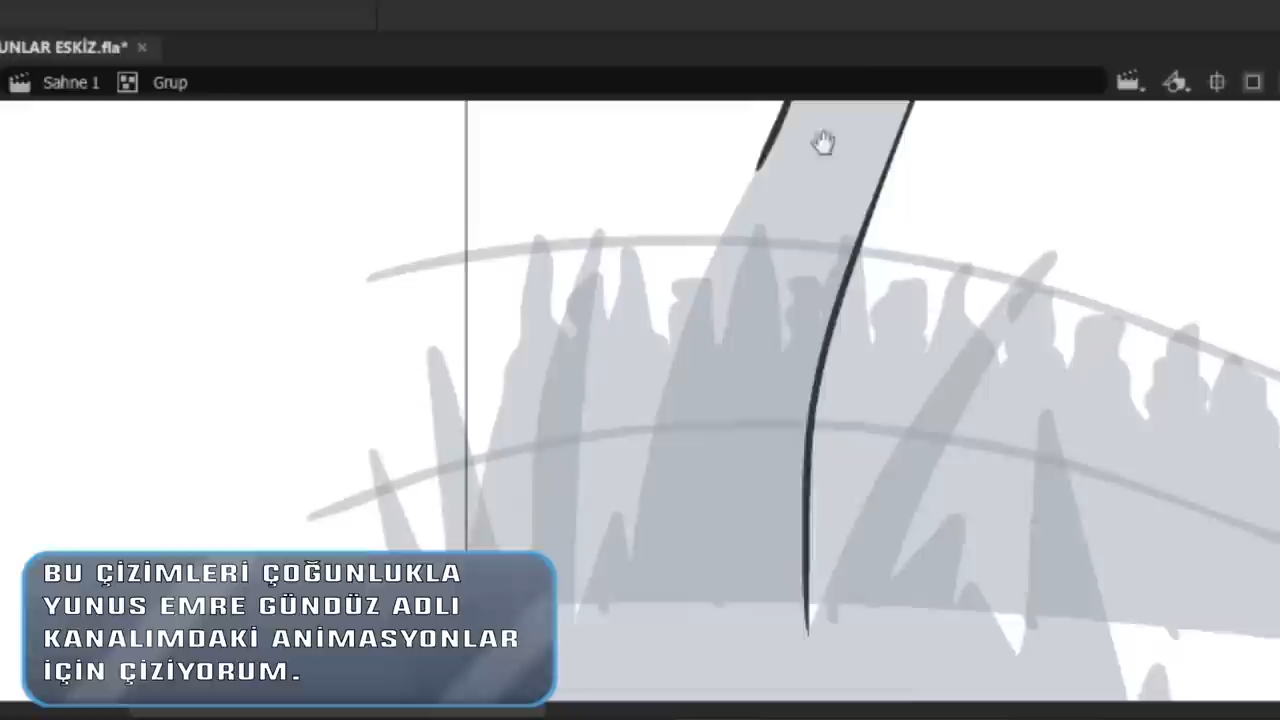 UNLAR ESKİZ.fla*
Sahne 1 Grup
BU ÇİZİMLERİ ÇOĞUNLUKLA
YUNUS EMRE GÜNDÜZ ADLI
KANALIMDAKİ ANİMASYONLAR
İÇİN ÇİZİYORUM.